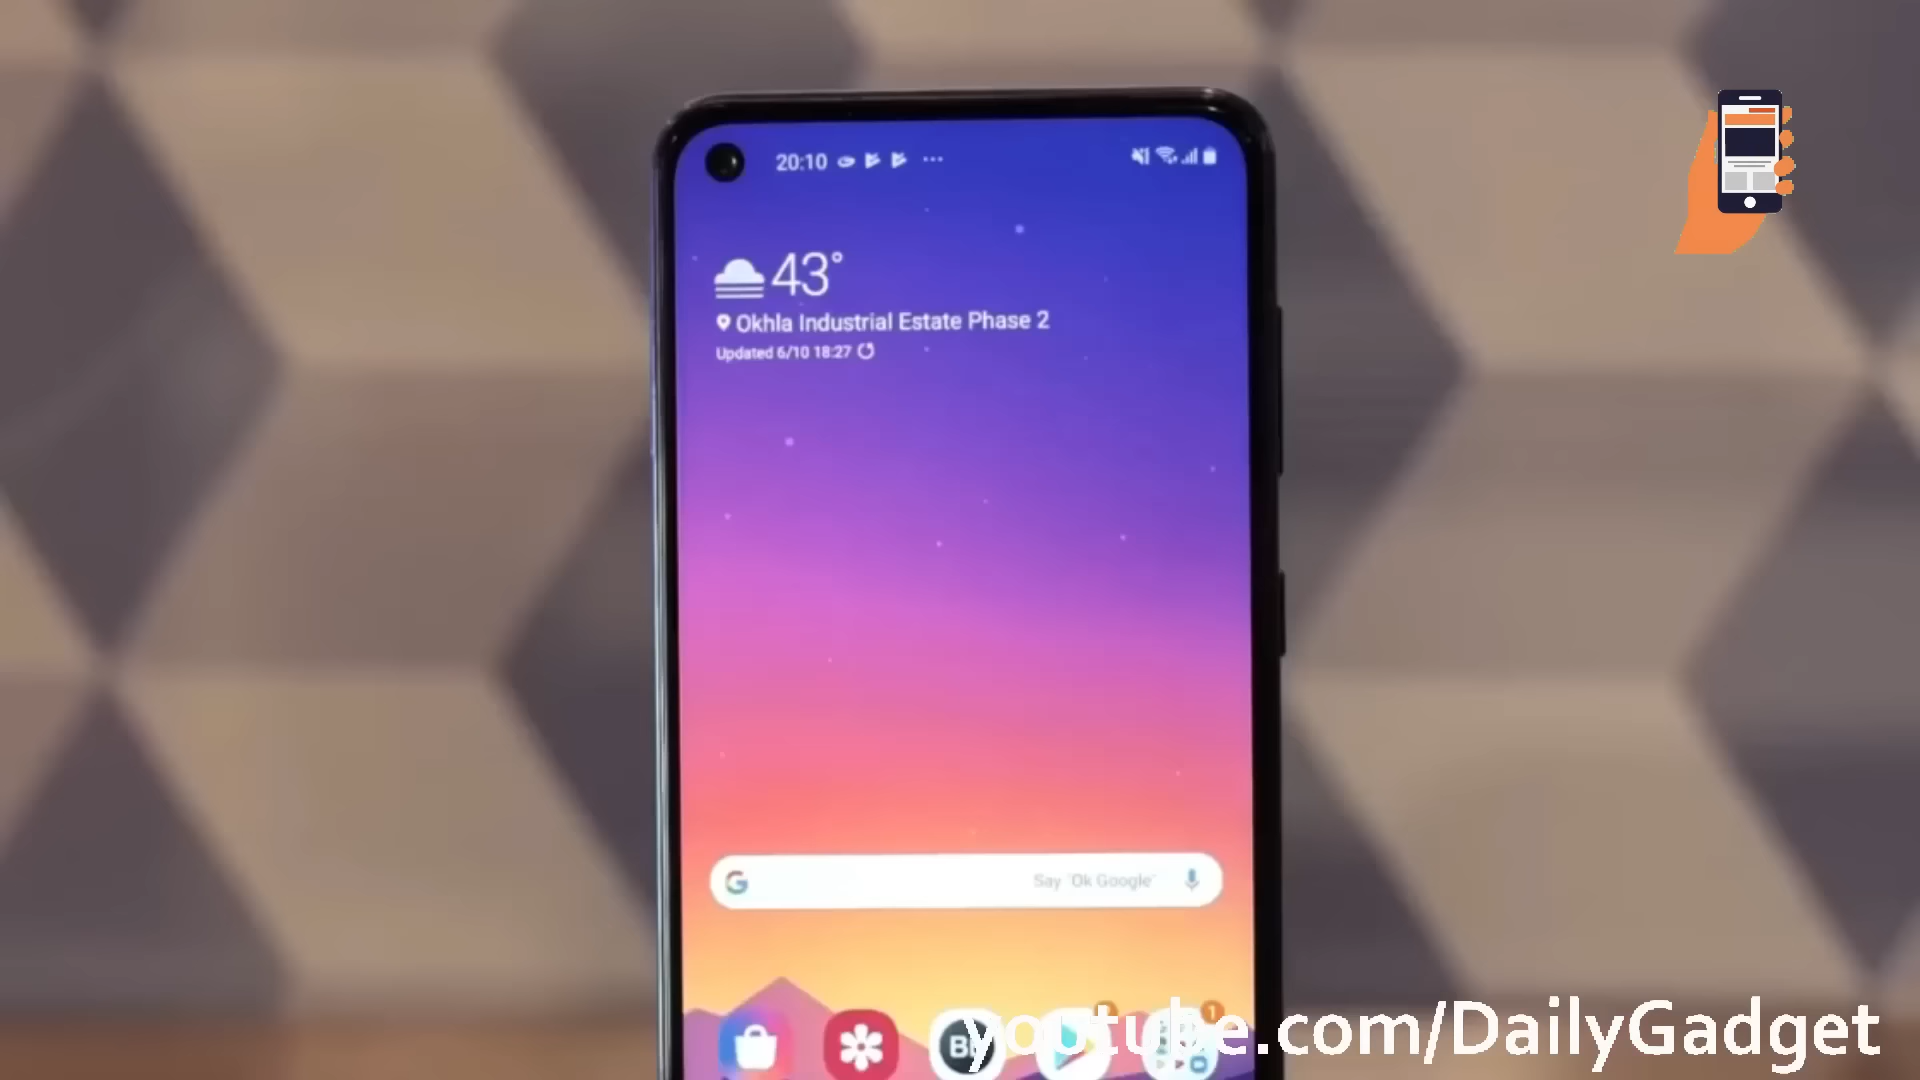 20:10
43°
Okhla Industrial Estate Phase 2
Updated 6/10 18:27
G
Say "Ok Google"
1
youtube.com/DailyGadget